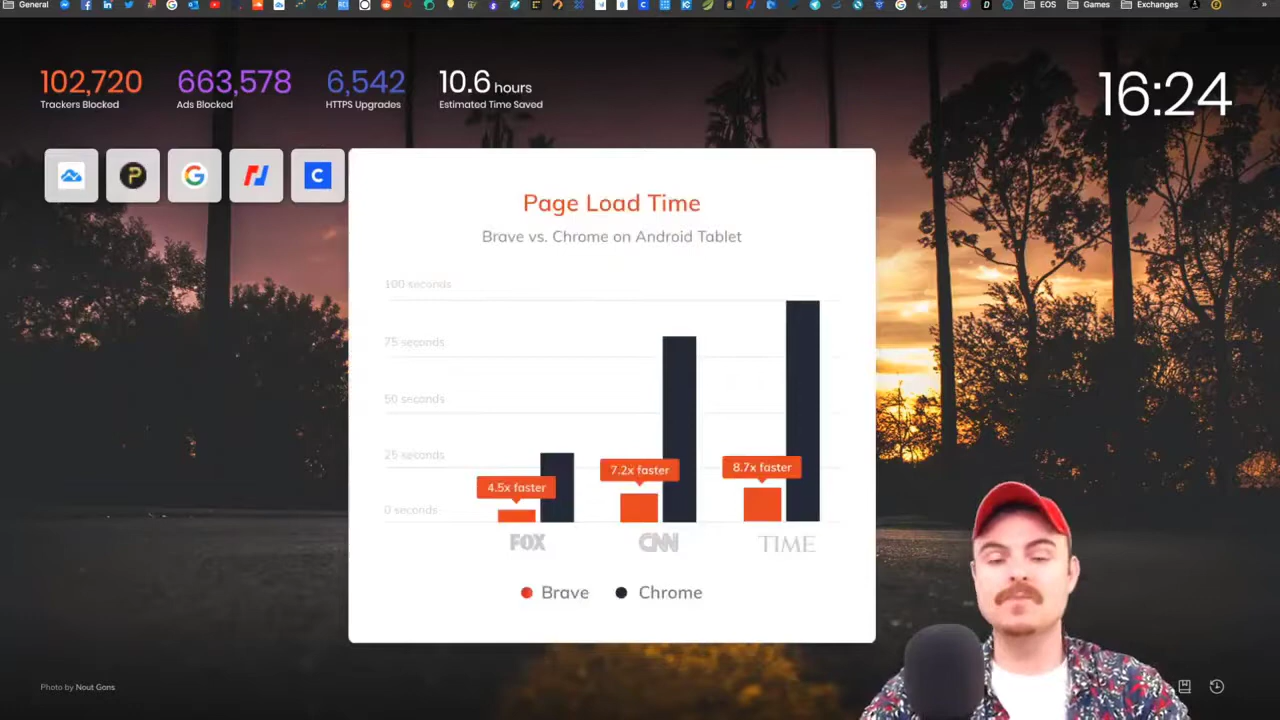 General
EOS
Games
Exchanges
»
102,720
Trackers Blocked
663,578
Ads Blocked
6,542
HTTPS Upgrades
10.6 hours
Estimated Time Saved
16:24
P
G
C
Page Load Time
Brave vs. Chrome on Android Tablet
100 seconds
75 seconds
50 seconds
25 seconds
0 seconds
4.5x faster
7.2x faster
8.7x faster
FOX
CNN
TIME
Brave
Chrome
Photo by Nout Gons